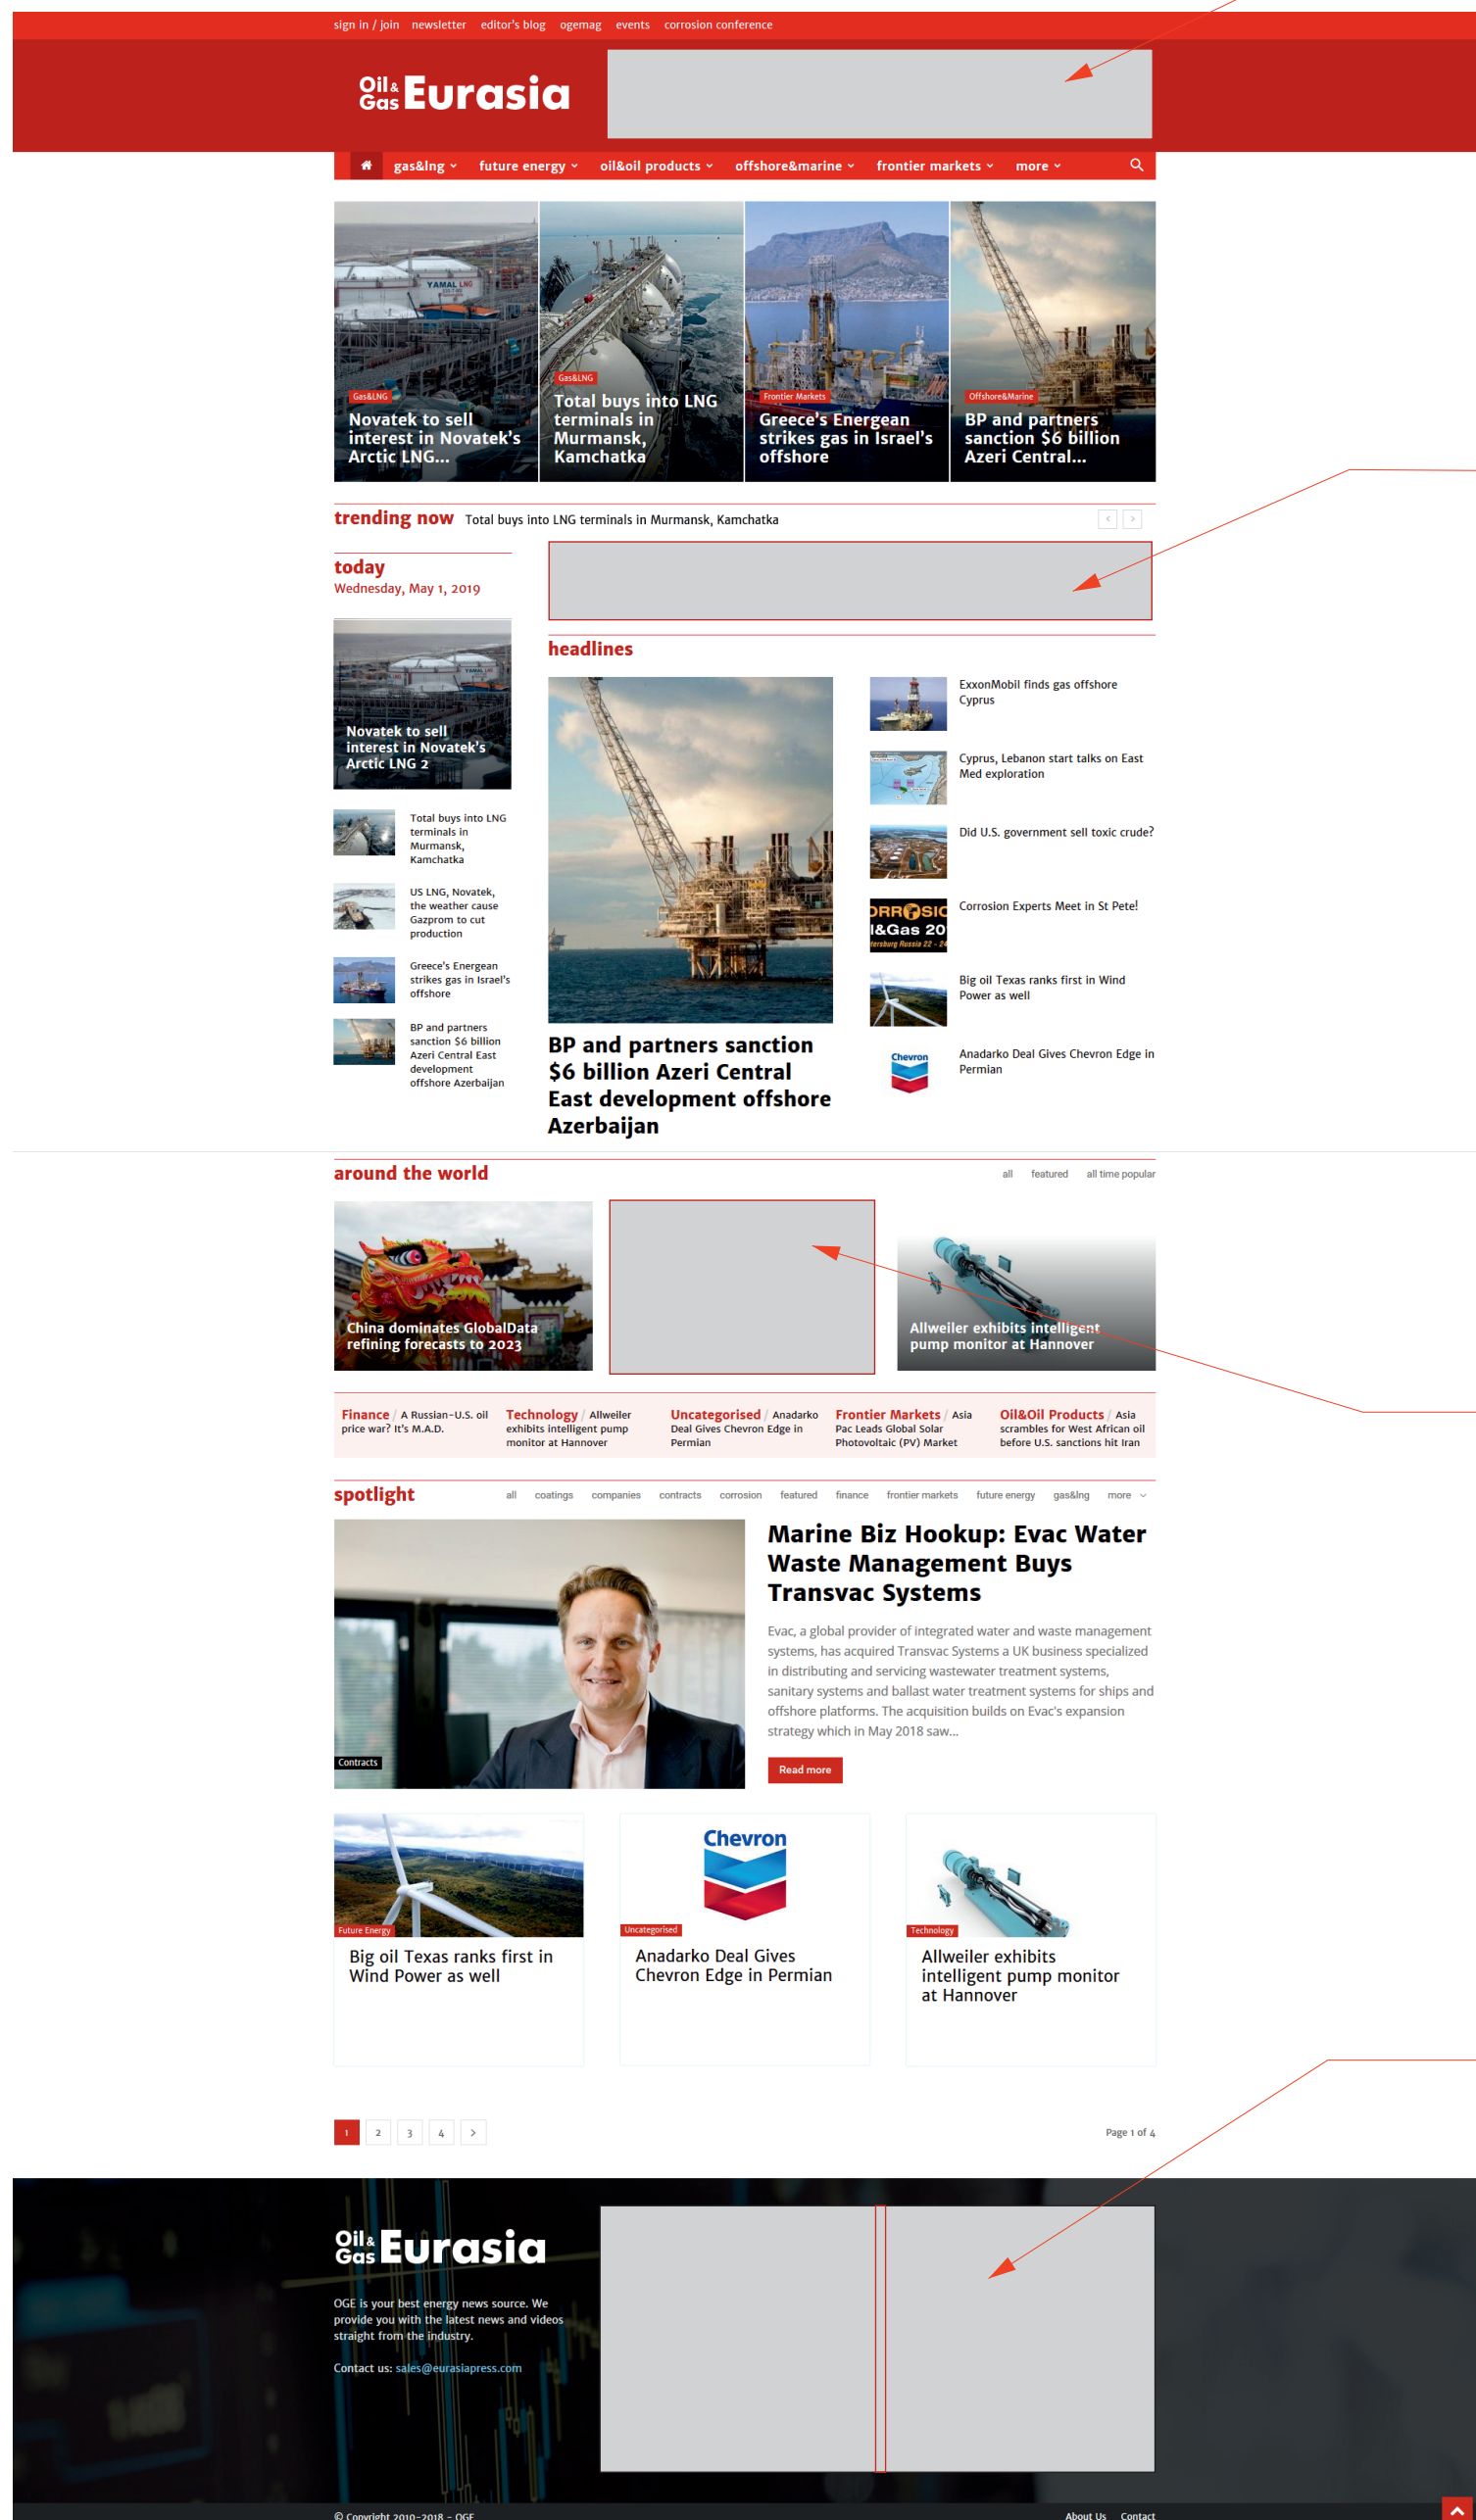 sign in / join newsletter editor's blog ogemag events corrosion conference
Oil& Gas Eurasia
gas&lng future energy oil&oil products offshore&marine frontier markets more
YAMAL LNG
Gas&LNG
Novatek to sell
interest in Novatek's
Arctic LNG...
Gas&LNG
Total buys into LNG
terminals in
Murmansk,
Kamchatka
Frontier Markets
Greece's Energean
strikes gas in Israel's
offshore
Offshore&Marine
BP and partners
sanction $6 billion
Azeri Central...
trending now Total buys into LNG terminals in Murmansk, Kamchatka
today
Wednesday, May 1, 2019
YAMAL LNG
Novatek to sell
interest in Novatek's
Arctic LNG 2
Total buys into LNG
terminals in
Murmansk,
Kamchatka
US LNG, Novatek,
the weather cause
Gazprom to cut
production
Greece's Energean
strikes gas in Israel's
offshore
BP and partners
sanction $6 billion
Azeri Central East
development
offshore Azerbaijan
headlines
BP and partners sanction
$6 billion Azeri Central
East development offshore
Azerbaijan
ExxonMobil finds gas offshore
Cyprus
Cyprus, Lebanon start talks on East
Med exploration
Did U.S. government sell toxic crude?
ORROSIC
l&Gas 20
tersburg Russia 22 - 24
Corrosion Experts Meet in St Pete!
Big oil Texas ranks first in Wind
Power as well
Chevron
Anadarko Deal Gives Chevron Edge in
Permian
around the world
all featured all time popular
China dominates GlobalData
refining forecasts to 2023
Allweiler exhibits intelligent
pump monitor at Hannover
Finance / A Russian-U.S. oil
price war? It's M.A.D.
Technology / Allweiler
exhibits intelligent pump
monitor at Hannover
Uncategorised / Anadarko
Deal Gives Chevron Edge in
Permian
Frontier Markets / Asia
Pac Leads Global Solar
Photovoltaic (PV) Market
Oil&Oil Products / Asia
scrambles for West African oil
before U.S. sanctions hit Iran
spotlight
all coatings companies contracts corrosion featured finance frontier markets future energy gas&lng more
Contracts
Marine Biz Hookup: Evac Water
Waste Management Buys
Transvac Systems
Evac, a global provider of integrated water and waste management
systems, has acquired Transvac Systems a UK business specialized
in distributing and servicing wastewater treatment systems,
sanitary systems and ballast water treatment systems for ships and
offshore platforms. The acquisition builds on Evac's expansion
strategy which in May 2018 saw...
Read more
Future Energy
Big oil Texas ranks first in
Wind Power as well
Chevron
Uncategorised
Anadarko Deal Gives
Chevron Edge in Permian
Technology
Allweiler exhibits
intelligent pump monitor
at Hannover
1 2 3 4 >
Page 1 of 4
Oil& Gas Eurasia
OGE is your best energy news source. We
provide you with the latest news and videos
straight from the industry.
Contact us: sales@eurasiapress.com
© Copyright 2010-2018 - OGE
About Us Contact